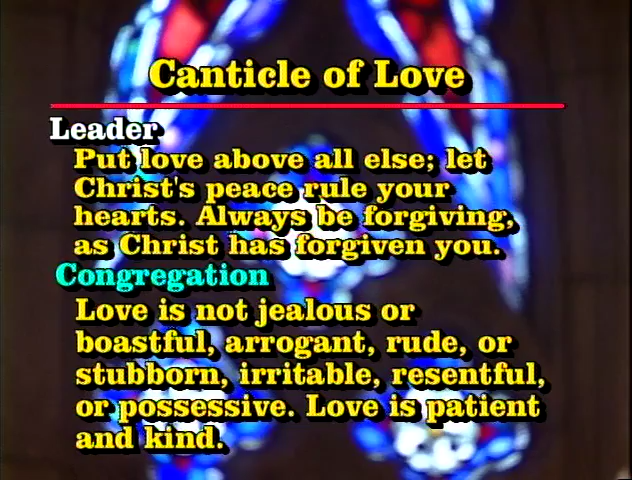 Canticle of Love
Leader
Put love above all else; let
Christ's peace rule your
hearts. Always be forgiving,
as Christ has forgiven you.
Congregation
Love is not jealous or
boastful, arrogant, rude, or
stubborn, irritable, resentful,
or possessive. Love is patient
and kind.